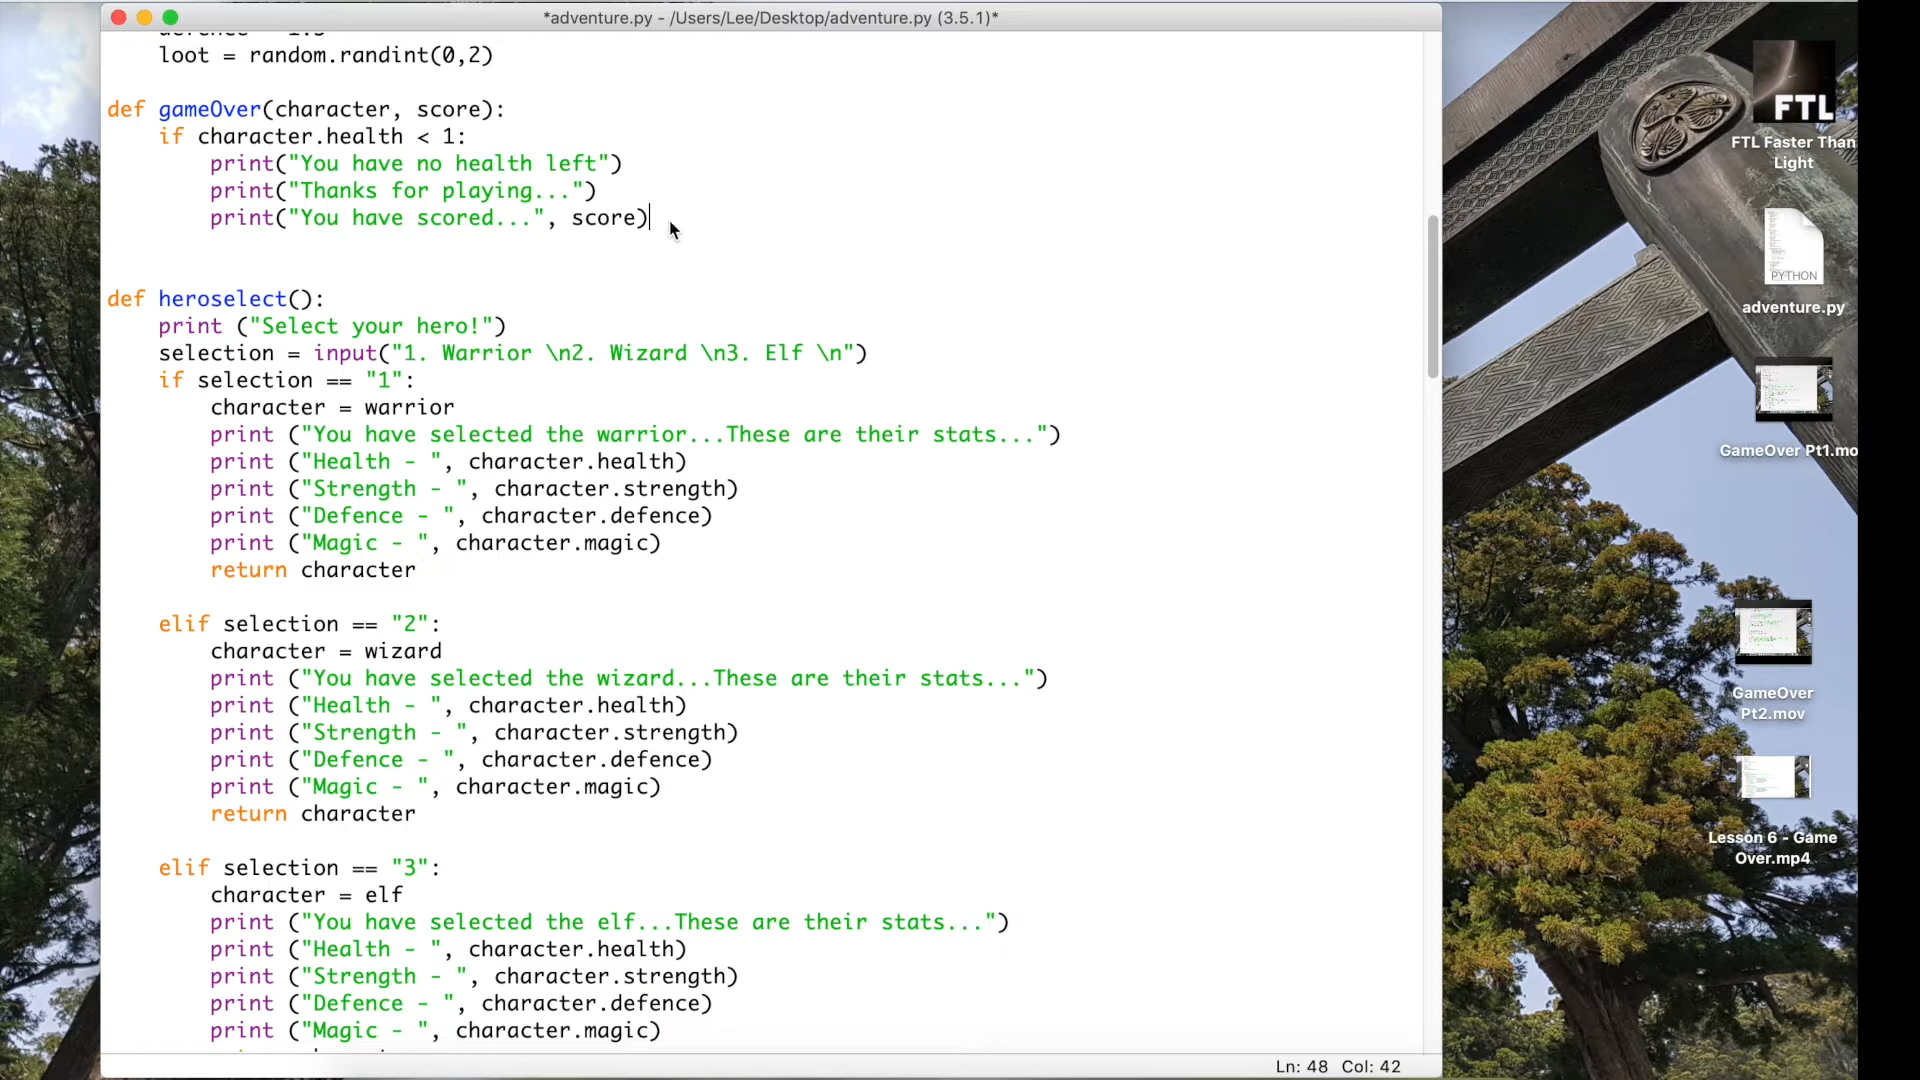 *adventure.py - /Users/Lee/Desktop/adventure.py (3.5.1)*
    loot = random.randint(0,2)
def gameOver(character, score):
    if character.health < 1:
        print("You have no health left")
        print("Thanks for playing...")
        print("You have scored...", score)
def heroselect():
    print ("Select your hero!")
    selection = input("1. Warrior \n2. Wizard \n3. Elf \n")
    if selection == "1":
        character = warrior
        print ("You have selected the warrior...These are their stats...")
        print ("Health - ", character.health)
        print ("Strength - ", character.strength)
        print ("Defence - ", character.defence)
        print ("Magic - ", character.magic)
        return character
    elif selection == "2":
        character = wizard
        print ("You have selected the wizard...These are their stats...")
        print ("Health - ", character.health)
        print ("Strength - ", character.strength)
        print ("Defence - ", character.defence)
        print ("Magic - ", character.magic)
        return character
    elif selection == "3":
        character = elf
        print ("You have selected the elf...These are their stats...")
        print ("Health - ", character.health)
        print ("Strength - ", character.strength)
        print ("Defence - ", character.defence)
        print ("Magic - ", character.magic)
Ln: 48 Col: 42
FTL
FTL Faster Than
Light
PYTHON
adventure.py
GameOver Pt1.mo
GameOver
Pt2.mov
Lesson 6 - Game
Over.mp4